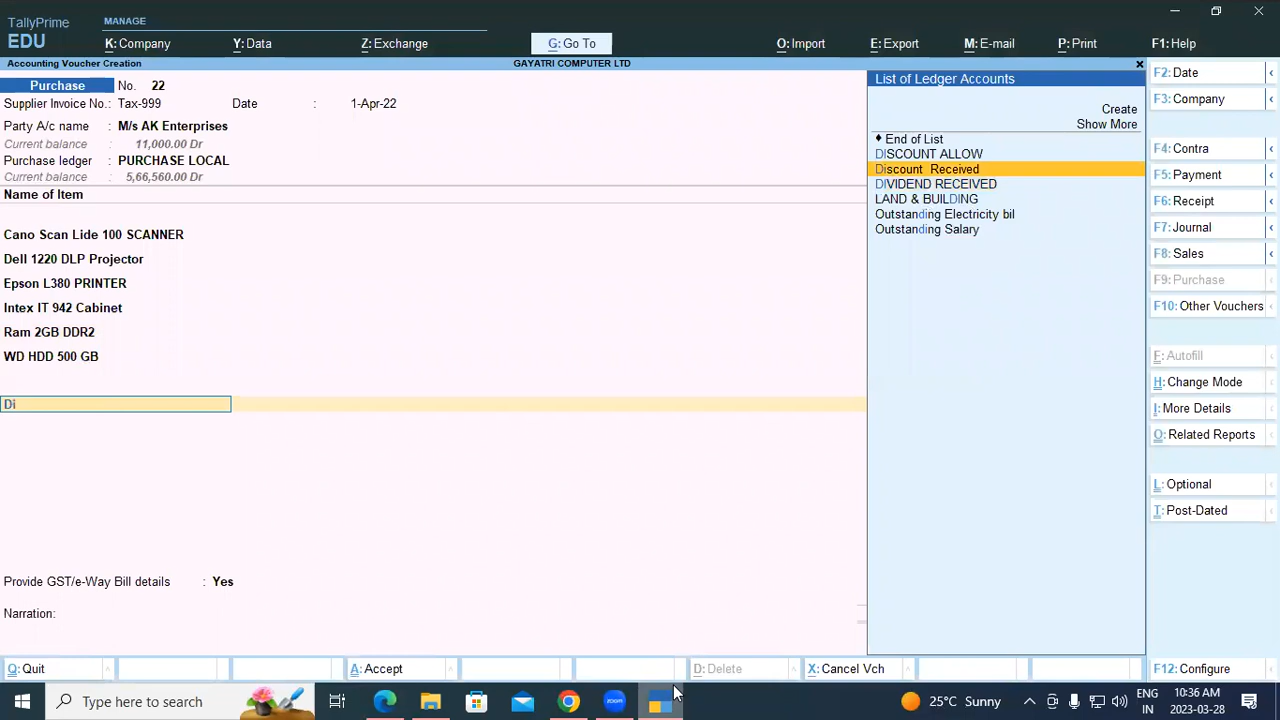 TallyPrime
EDU
MANAGE
K: Company
Y: Data
Z: Exchange
G: Go To
O: Import
E: Export
M: E-mail
P: Print
F1: Help
Accounting Voucher Creation
GAYATRI COMPUTER LTD
Purchase No. 22
Supplier Invoice No.: Tax-999 Date : 1-Apr-22
Party A/c name : M/s AK Enterprises
Current balance : 11,000.00 Dr
Purchase ledger : PURCHASE LOCAL
Current balance : 5,66,560.00 Dr
Name of Item
Cano Scan Lide 100 SCANNER
Dell 1220 DLP Projector
Epson L380 PRINTER
Intex IT 942 Cabinet
Ram 2GB DDR2
WD HDD 500 GB
Di
Provide GST/e-Way Bill details : Yes
Narration:
List of Ledger Accounts
Create
Show More
♦ End of List
DISCOUNT ALLOW
Discount Received
DIVIDEND RECEIVED
LAND & BUILDING
Outstanding Electricity bil
Outstanding Salary
F2: Date
F3: Company
F4: Contra
F5: Payment
F6: Receipt
F7: Journal
F8: Sales
F9: Purchase
F10: Other Vouchers
F: Autofill
H: Change Mode
I: More Details
O: Related Reports
L: Optional
T: Post-Dated
Q: Quit
A: Accept
D: Delete
X: Cancel Vch
F12: Configure
Type here to search
zoom
25°C Sunny
ENG
IN
10:36 AM
2023-03-28